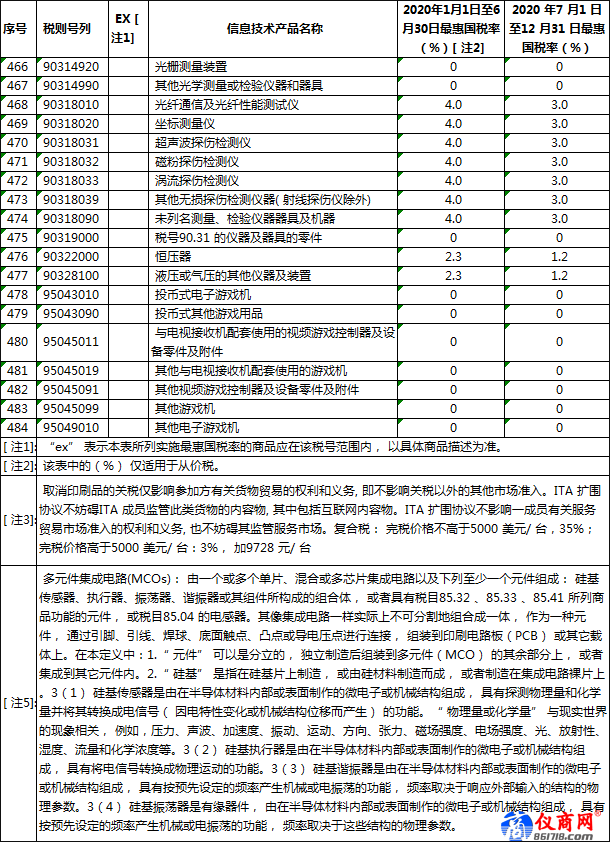 序号 税则号列 EX [注1] 信息技术产品名称 2020年1月1日至6月30日最惠国税率（%）[ 注2] 2020 年7 月1 日至12 月31 日最惠国税率（%）
466 90314920 光栅测量装置 0 0
467 90314990 其他光学测量或检验仪器和器具 0 0
468 90318010 光纤通信及光纤性能测试仪 4.0 3.0
469 90318020 坐标测量仪 4.0 3.0
470 90318031 超声波探伤检测仪 4.0 3.0
471 90318032 磁粉探伤检测仪 4.0 3.0
472 90318033 涡流探伤检测仪 4.0 3.0
473 90318039 其他无损探伤检测仪器( 射线探伤仪除外) 4.0 3.0
474 90318090 未列名测量、检验仪器器具及机器 4.0 3.0
475 90319000 税号90.31 的仪器及器具的零件 0 0
476 90322000 恒压器 2.3 1.2
477 90328100 液压或气压的其他仪器及装置 2.3 1.2
478 95043010 投币式电子游戏机 0 0
479 95043090 投币式其他游戏用品 0 0
480 95045011 与电视接收机配套使用的视频游戏控制器及设备零件及附件 0 0
481 95045019 其他与电视接收机配套使用的游戏机 0 0
482 95045091 其他视频游戏控制器及设备零件及附件 0 0
483 95045099 其他游戏机 0 0
484 95049010 其他电子游戏机 0 0
[ 注1]: “ex” 表示本表所列实施最惠国税率的商品应在该税号范围内， 以具体商品描述为准。
[ 注2]: 该表中的（%） 仅适用于从价税。
[ 注3]: 取消印刷品的关税仅影响参加方有关货物贸易的权利和义务, 即不影响关税以外的其他市场准入。ITA 扩围
协议不妨碍ITA 成员监管此类货物的内容物, 其中包括互联网内容物。ITA 扩围协议不影响一成员有关服务
贸易市场准入的权利和义务, 也不妨碍其监管服务市场。复合税： 完税价格不高于5000 美元/ 台，35%；
完税价格高于5000 美元/ 台：3%， 加9728 元/ 台
[ 注5]: 多元件集成电路(MCOs)： 由一个或多个单片、混合或多芯片集成电路以及下列至少一个元件组成： 硅基
传感器、执行器、振荡器、谐振器或其组件所构成的组合体， 或者具有税目85.32 、85.33 、85.41 所列商
品功能的元件， 或税目85.04 的电感器。其像集成电路一样实际上不可分割地组合成一体， 作为一种元
件， 通过引脚、引线、焊球、底面触点、凸点或导电压点进行连接， 组装到印刷电路板（PCB） 或其它载
体上。在本定义中：1. “ 元件” 可以是分立的， 独立制造后组装到多元件（MCO ） 的其余部分上， 或者
集成到其它元件内。2. “ 硅基” 是指在硅基片上制造， 或由硅材料制造而成， 或者制造在集成电路裸片上
。3（1） 硅基传感器是由在半导体材料内部或表面制作的微电子或机械结构组成， 具有探测物理量和化学
量并将其转换成电信号（ 因电特性变化或机械结构位移而产生） 的功能。“ 物理量或化学量” 与现实世界
的现象相关， 例如，压力、声波、加速度、振动、运动、方向、张力、磁场强度、电场强度、光、放射性、
湿度、流量和化学浓度等。3（2） 硅基执行器是由在半导体材料内部或表面制作的微电子或机械结构组
成， 具有将电信号转换成物理运动的功能。3（3） 硅基谐振器是由在半导体材料内部或表面制作的微电子
或机械结构组成， 具有按预先设定的频率产生机械或电振荡的功能， 频率取决于响应外部输入的结构的物
理参数。3（4） 硅基振荡器是有缘器件， 由在半导体材料内部或表面制作的微电子或机械结构组成， 具有
按预先设定的频率产生机械或电振荡的功能， 频率取决于这些结构的物理参数。
仪商网
861718.com